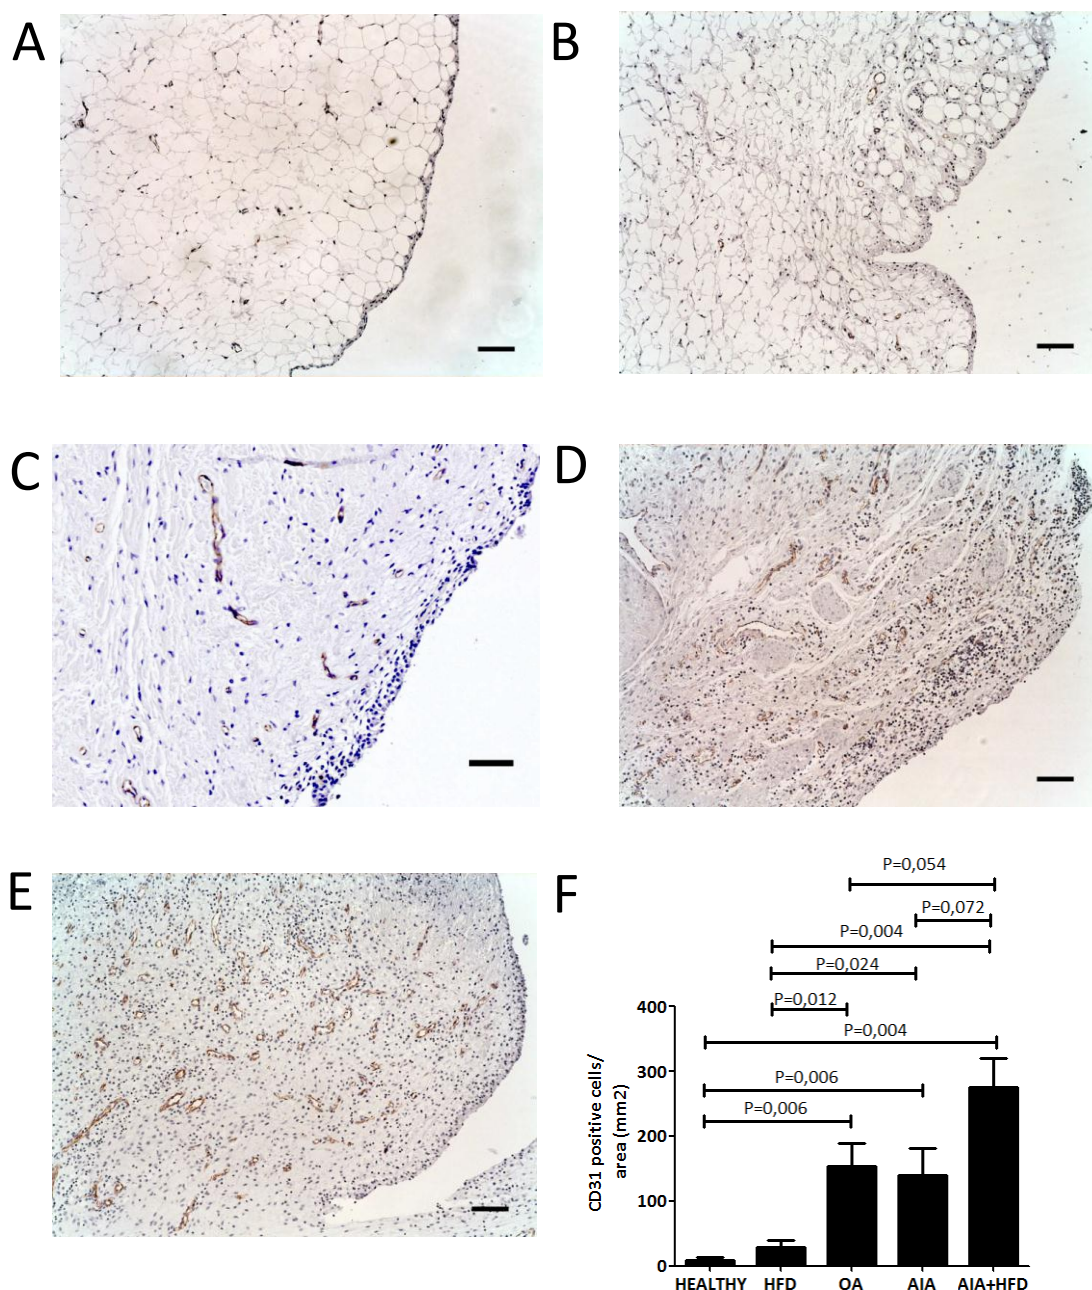 A
B
C
D
E
F
P=0,054
P=0,072
P=0,004
P=0,024
P=0,012
P=0,004
P=0,006
P=0,006
CD31 positive cells/
area (mm2)
400
300
200
100
0
HEALTHY HFD OA AIA AIA+HFD